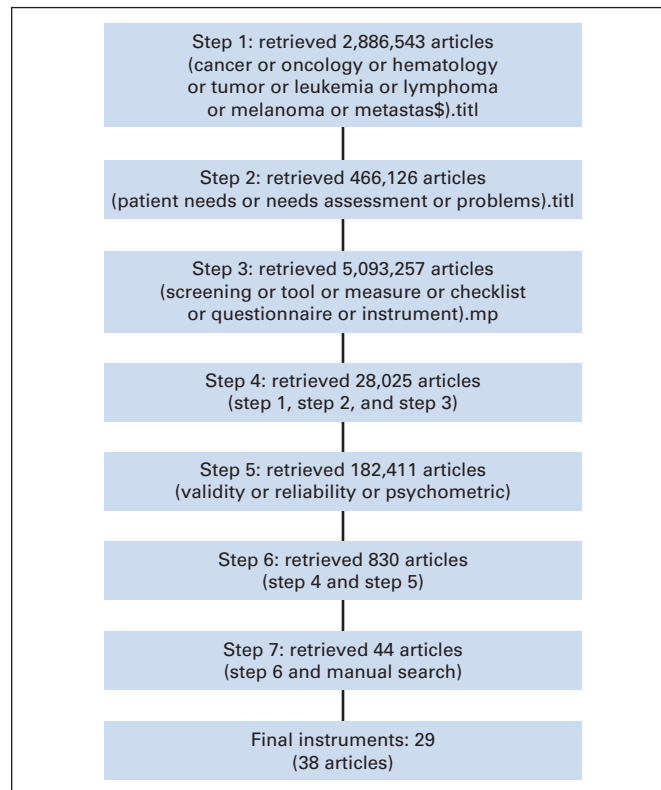 Step 1: retrieved 2,886,543 articles
(cancer or oncology or hematology
or tumor or leukemia or lymphoma
or melanoma or metastas$).titl
Step 2: retrieved 466,126 articles
(patient needs or needs assessment or problems).titl
Step 3: retrieved 5,093,257 articles
(screening or tool or measure or checklist
or questionnaire or instrument).mp
Step 4: retrieved 28,025 articles
(step 1, step 2, and step 3)
Step 5: retrieved 182,411 articles
(validity or reliability or psychometric)
Step 6: retrieved 830 articles
(step 4 and step 5)
Step 7: retrieved 44 articles
(step 6 and manual search)
Final instruments: 29
(38 articles)